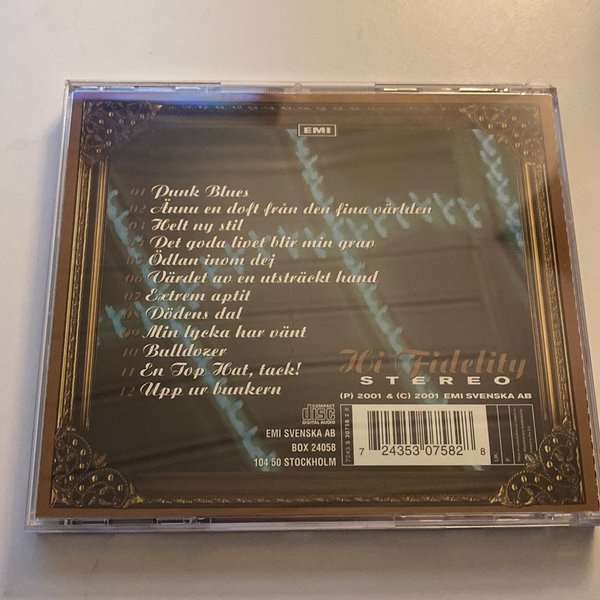 EMI
01 Punk Blues
02 Ännu en doft från den fina världen
03 Helt ny stil
04 Det goda livet blir min grav
05 Ödlan inom dej
06 Värdet av en utsträckt hand
07 Extrem aptit
08 Dödens dal
09 Min lycka har vänt
10 Bulldozer
11 En Top Hat, tack!
12 Upp ur bunkern
Hi Fidelity
STEREO
(P) 2001 & (C) 2001 EMI SVENSKA AB
COMPACT
disc
DIGITAL AUDIO
EMI SVENSKA AB
BOX 24058
104 50 STOCKHOLM
7 24353 07582 8